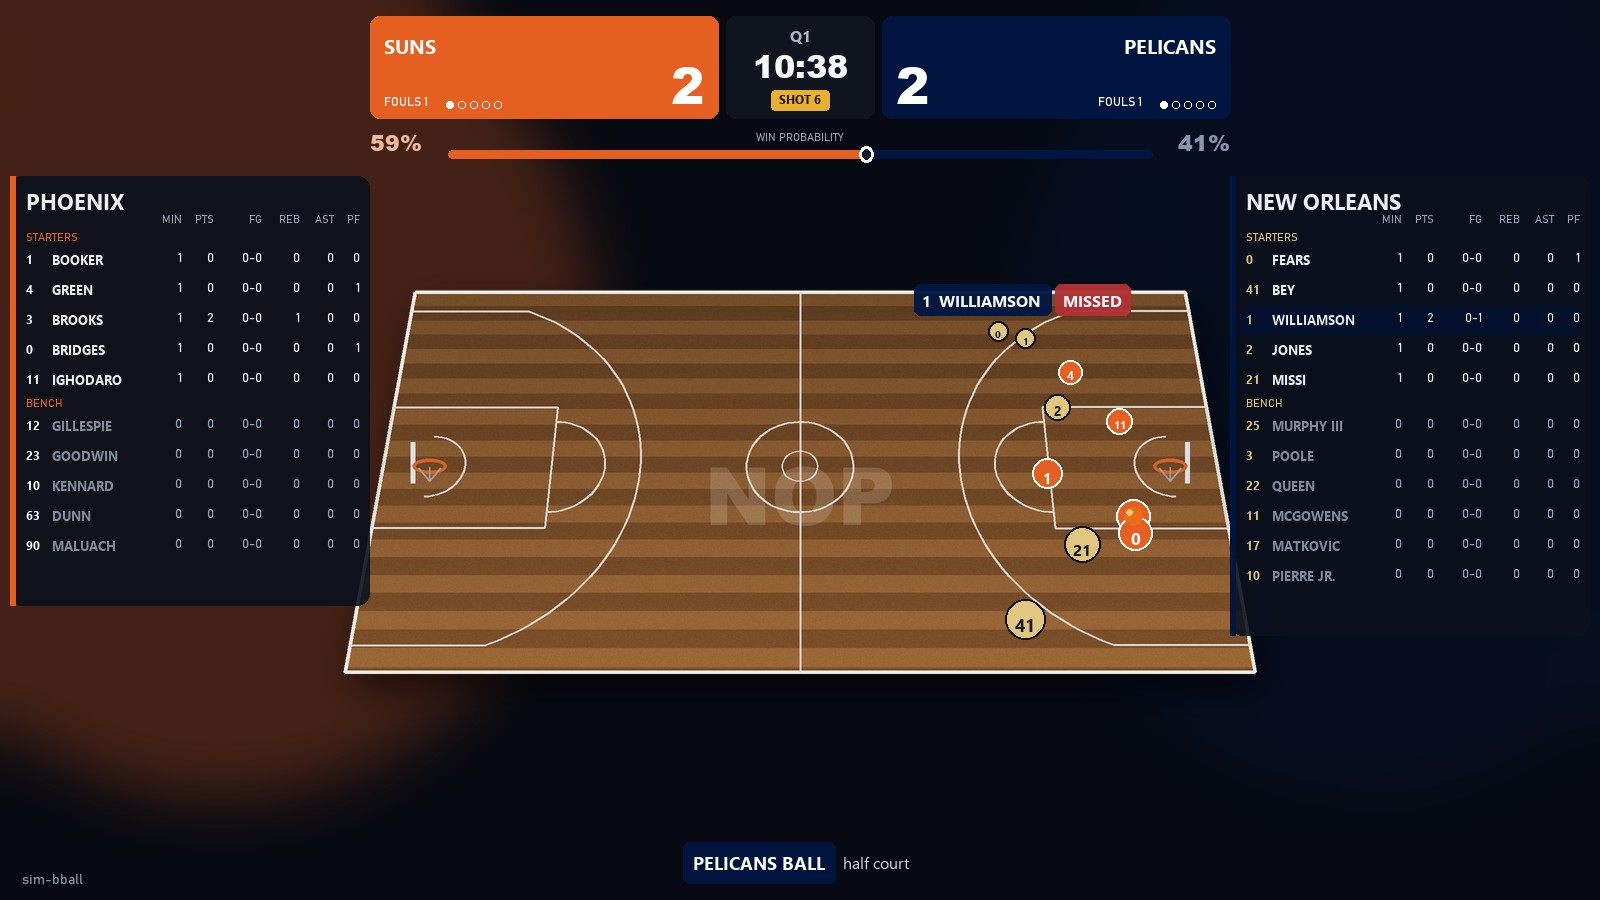 SUNS
2
FOULS 1
Q1
10:38
SHOT 6
PELICANS
2
FOULS 1
59%
WIN PROBABILITY
41%
PHOENIX
MIN PTS FG REB AST PF
STARTERS
1 BOOKER 1 0 0-0 0 0 0
4 GREEN 1 0 0-0 0 0 1
3 BROOKS 1 2 0-0 1 0 0
0 BRIDGES 1 0 0-0 0 0 1
11 IGHODARO 1 0 0-0 0 0 0
BENCH
12 GILLESPIE 0 0 0-0 0 0 0
23 GOODWIN 0 0 0-0 0 0 0
10 KENNARD 0 0 0-0 0 0 0
63 DUNN 0 0 0-0 0 0 0
90 MALUACH 0 0 0-0 0 0 0
1 WILLIAMSON MISSED
0
1
4
2
11
NOP
1
0
21
41
NEW ORLEANS
MIN PTS FG REB AST PF
STARTERS
0 FEARS 1 0 0-0 0 0 1
41 BEY 1 0 0-0 0 0 0
1 WILLIAMSON 1 2 0-1 0 0 0
2 JONES 1 0 0-0 0 0 0
21 MISSI 1 0 0-0 0 0 0
BENCH
25 MURPHY III 0 0 0-0 0 0 0
3 POOLE 0 0 0-0 0 0 0
22 QUEEN 0 0 0-0 0 0 0
11 MCGOWENS 0 0 0-0 0 0 0
17 MATKOVIC 0 0 0-0 0 0 0
10 PIERRE JR. 0 0 0-0 0 0 0
PELICANS BALL half court
sim-bball